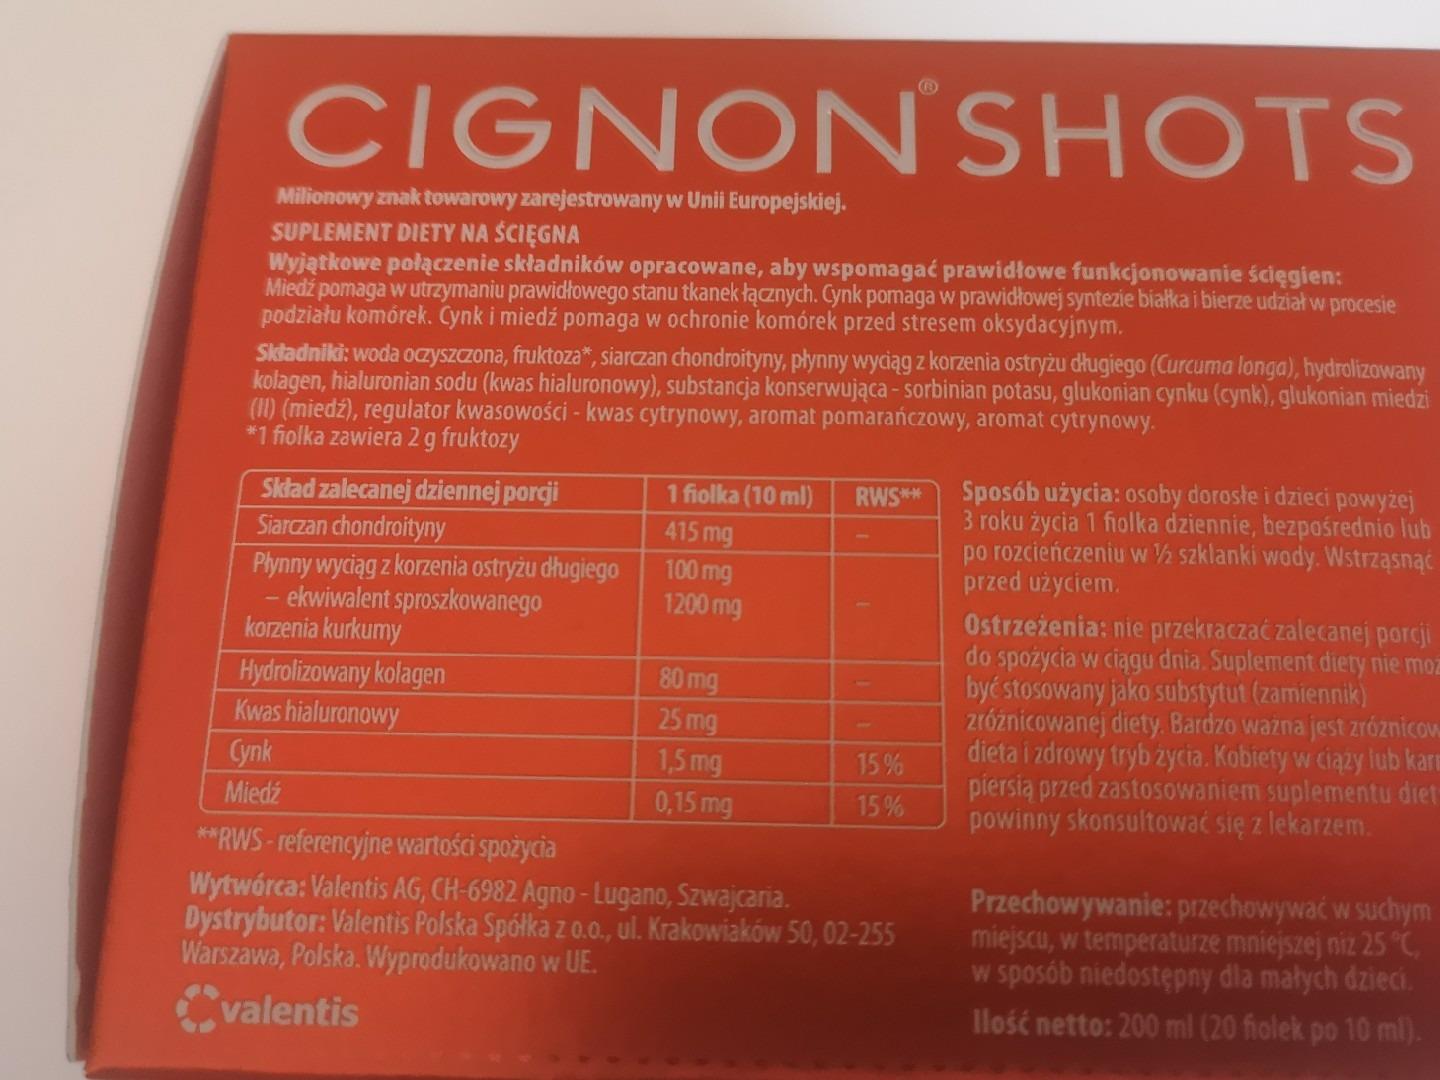 CIGNON® SHOTS
Milionowy znak towarowy zarejestrowany w Unii Europejskiej.
SUPLEMENT DIETY NA ŚCIĘGNA
Wyjątkowe połączenie składników opracowane, aby wspomagać prawidłowe funkcjonowanie ścięgien:
Miedź pomaga w utrzymaniu prawidłowego stanu tkanek łącznych. Cynk pomaga w prawidłowej syntezie białka i bierze udział w procesie
podziału komórek. Cynk i miedź pomaga w ochronie komórek przed stresem oksydacyjnym.
Składniki: woda oczyszczona, fruktoza*, siarczan chondroityny, płynny wyciąg z korzenia ostryżu długiego (Curcuma longa), hydrolizowany
kolagen, hialuronian sodu (kwas hialuronowy), substancja konserwująca - sorbinian potasu, glukonian cynku (cynk), glukonian miedzi
(II) (miedź), regulator kwasowości - kwas cytrynowy, aromat pomarańczowy, aromat cytrynowy.
*1 fiolka zawiera 2 g fruktozy
Skład zalecanej dziennej porcji 1 fiolka (10 ml) RWS**
Siarczan chondroityny 415 mg –
Płynny wyciąg z korzenia ostryżu długiego 100 mg
– ekwiwalent sproszkowanego 1200 mg –
korzenia kurkumy
Hydrolizowany kolagen 80 mg –
Kwas hialuronowy 25 mg –
Cynk 1,5 mg 15 %
Miedź 0,15 mg 15 %
**RWS - referencyjne wartości spożycia
Wytwórca: Valentis AG, CH-6982 Agno - Lugano, Szwajcaria.
Dystrybutor: Valentis Polska Spółka z o.o., ul. Krakowiaków 50, 02-255
Warszawa, Polska. Wyprodukowano w UE.
valentis
Sposób użycia: osoby dorosłe i dzieci powyżej
3 roku życia 1 fiolka dziennie, bezpośrednio lub
po rozcieńczeniu w ½ szklanki wody. Wstrząsnąć
przed użyciem.
Ostrzeżenia: nie przekraczać zalecanej porcji
do spożycia w ciągu dnia. Suplement diety nie moż
być stosowany jako substytut (zamiennik)
zróżnicowanej diety. Bardzo ważna jest zróżnicow
dieta i zdrowy tryb życia. Kobiety w ciąży lub karm
piersią przed zastosowaniem suplementu diet
powinny skonsultować się z lekarzem.
Przechowywanie: przechowywać w suchym
miejscu, w temperaturze mniejszej niż 25 °C,
w sposób niedostępny dla małych dzieci.
Ilość netto: 200 ml (20 fiolek po 10 ml).